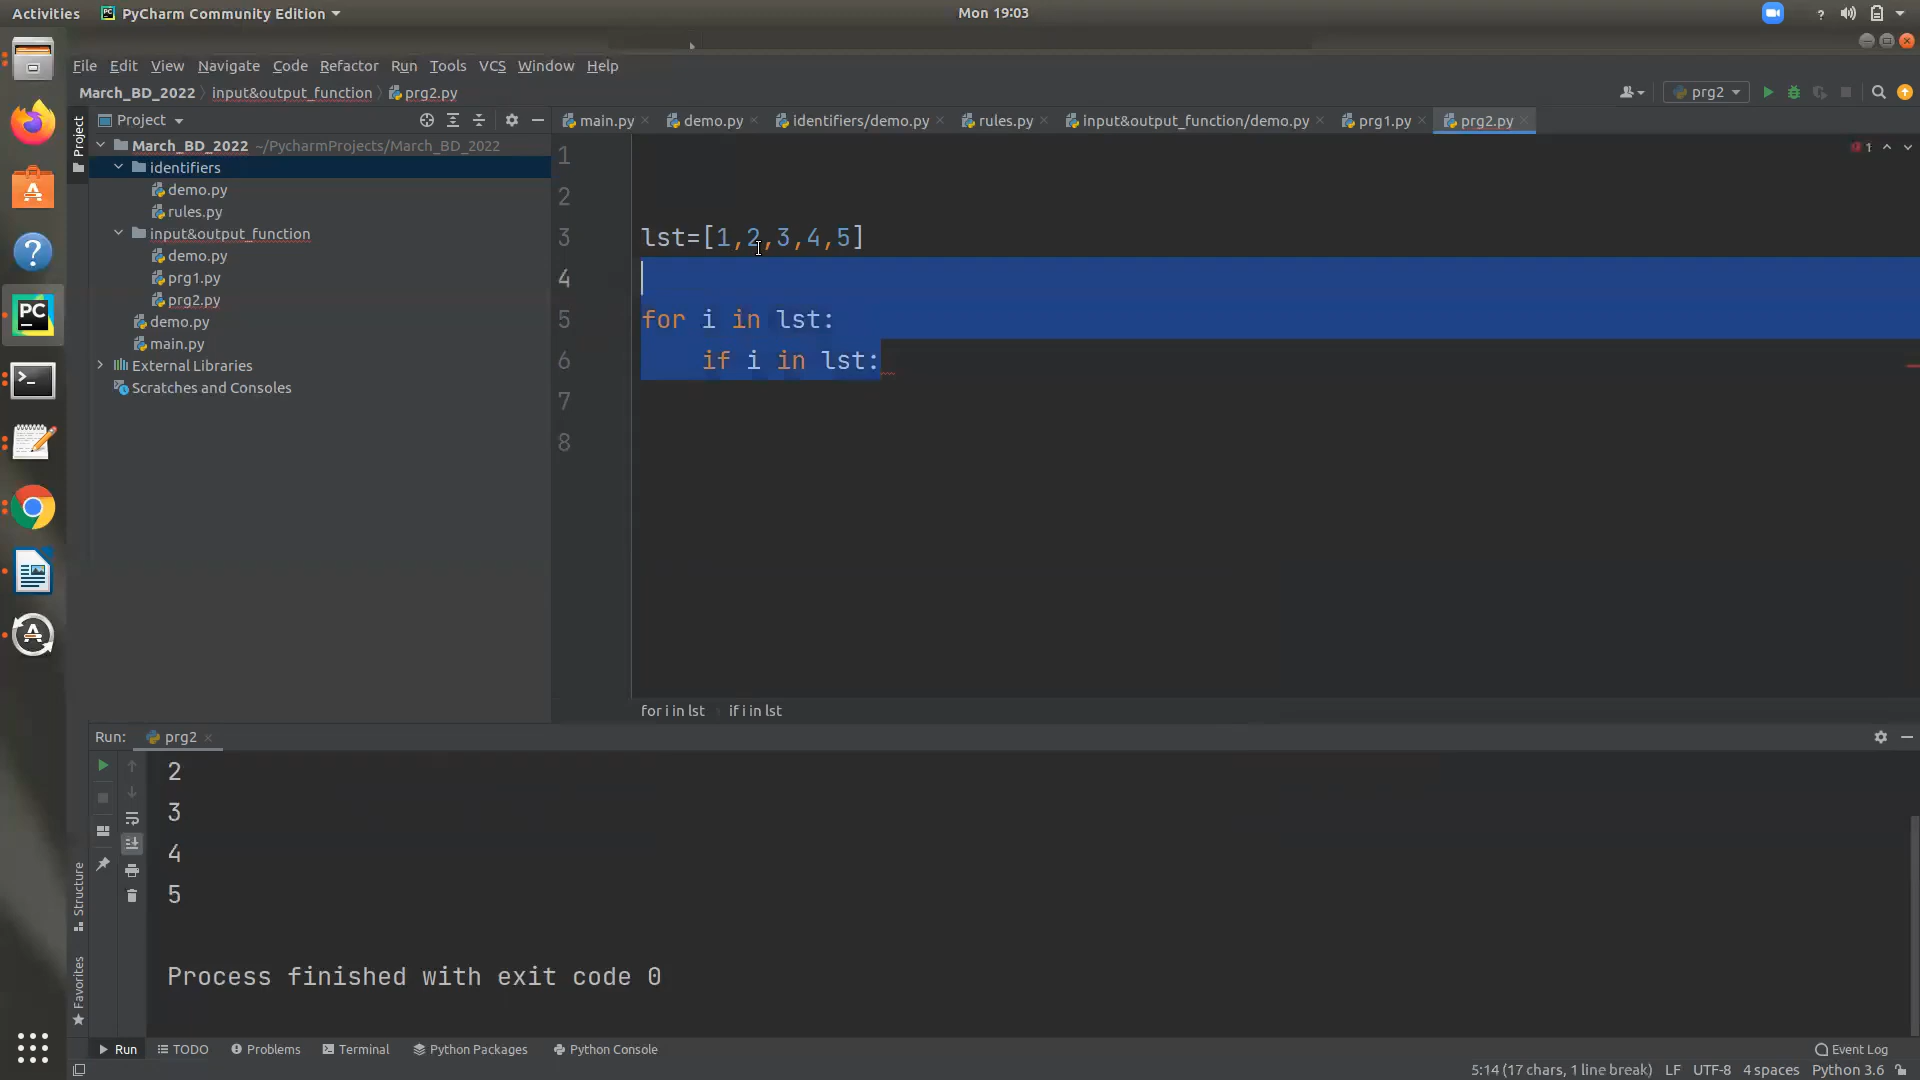 Activities PyCharm Community Edition Mon 19:03 ?
File Edit View Navigate Code Refactor Run Tools VCS Window Help
March_BD_2022 input&output_function prg2.py prg2
Project main.py demo.py identifiers/demo.py rules.py input&output_function/demo.py prg1.py prg2.py
Project
March_BD_2022 ~/PycharmProjects/March_BD_2022
identifiers
demo.py
rules.py
input&output_function
demo.py
prg1.py
prg2.py
demo.py
main.py
External Libraries
Scratches and Consoles
1
2
3 lst=[1,2,3,4,5]
4
5 for i in lst:
6 if i in lst:
7
8
1
for i in lst if i in lst
Run: prg2
2
3
4
5
Process finished with exit code 0
Structure
Favorites
Run TODO Problems Terminal Python Packages Python Console Event Log
5:14 (17 chars, 1 line break) LF UTF-8 4 spaces Python 3.6